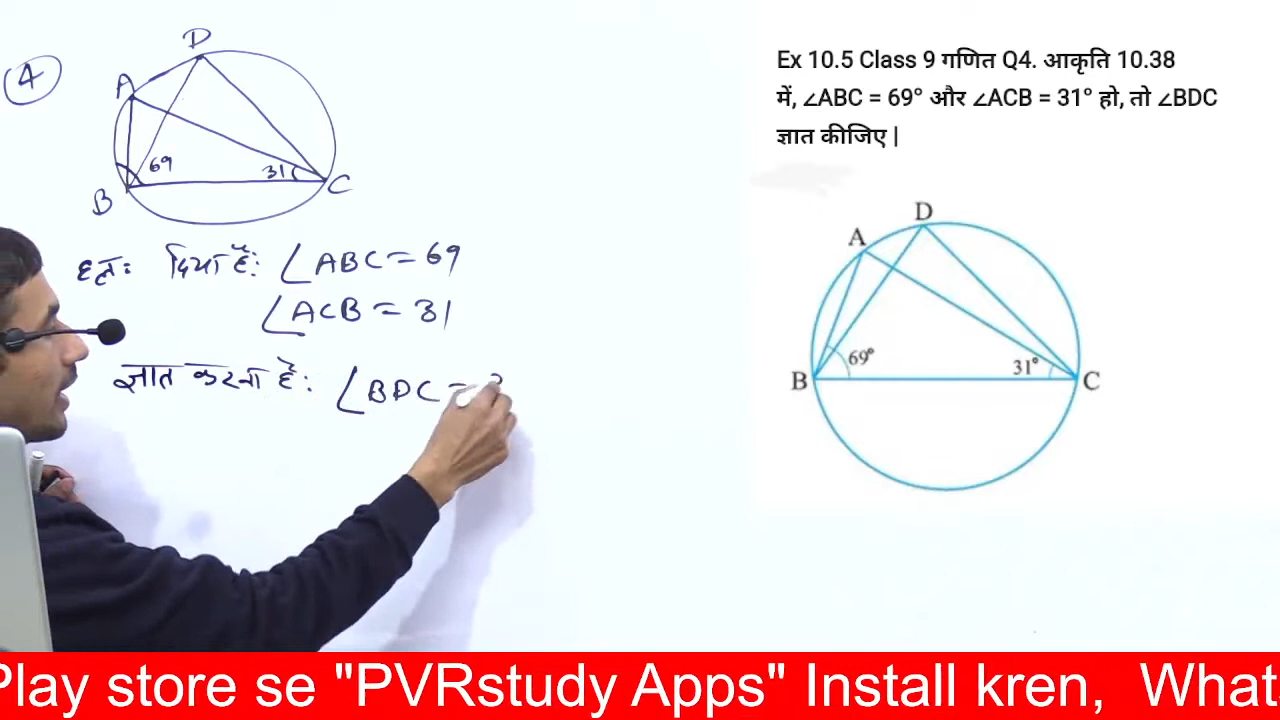 4
D
A
69
31
B
C
हल: दिया है: ∠ABC = 69
∠ACB = 31
ज्ञात करना है: ∠BDC = ?
Ex 10.5 Class 9 गणित Q4. आकृति 10.38
में, ∠ABC = 69° और ∠ACB = 31° हो, तो ∠BDC
ज्ञात कीजिए |
D
A
69°
31°
B
C
Play store se "PVRstudy Apps" Install kren, What